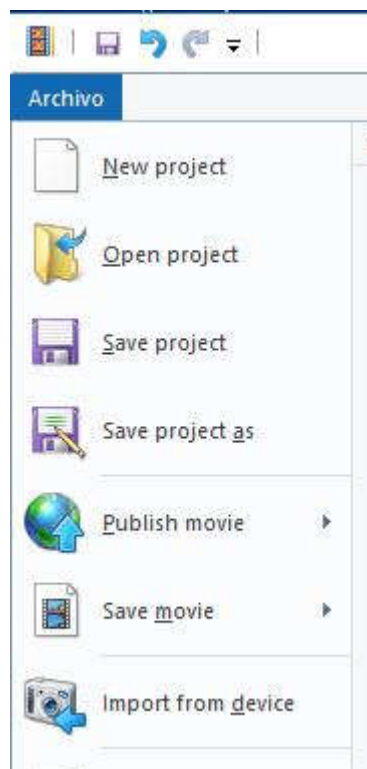 Archivo
New project
Open project
Save project
Save project as
Publish movie
Save movie
Import from device